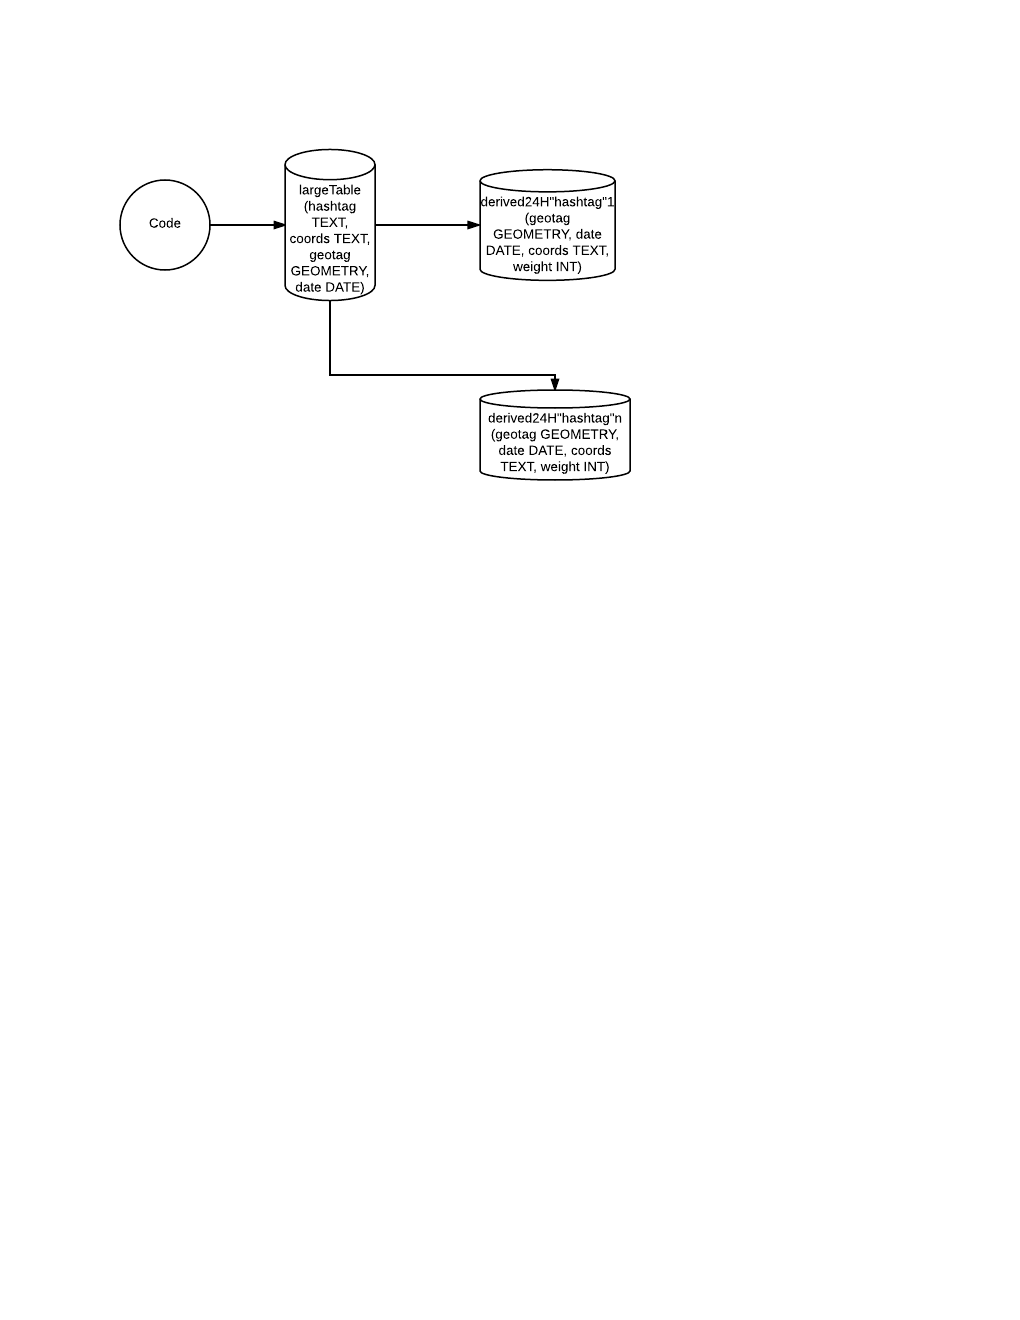 Code
largeTable
(hashtag
TEXT,
coords TEXT,
geotag
GEOMETRY,
date DATE)
derived24H"hashtag"1
(geotag
GEOMETRY, date
DATE, coords TEXT,
weight INT)
derived24H"hashtag"n
(geotag GEOMETRY,
date DATE, coords
TEXT, weight INT)